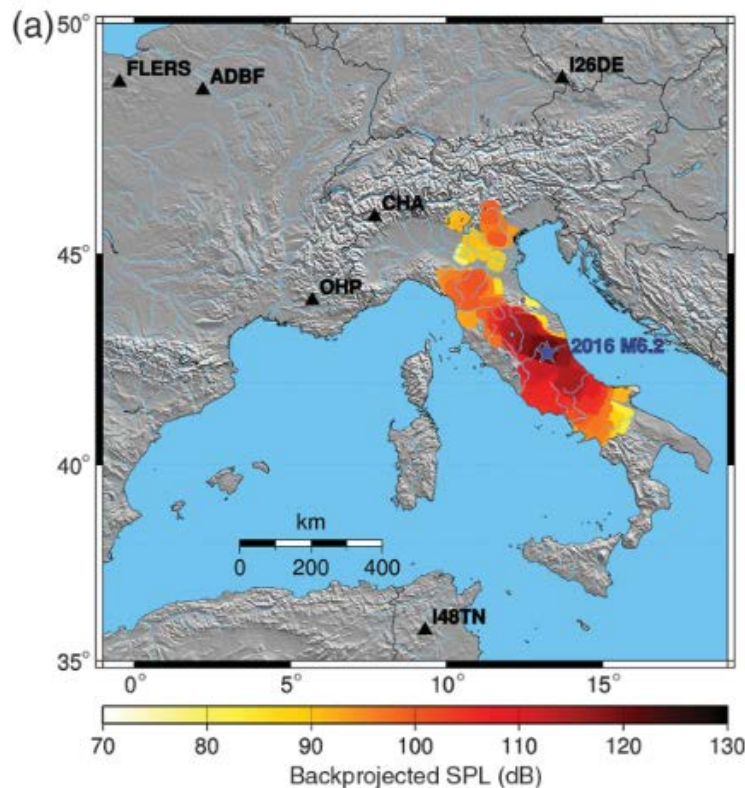 (a)
50°
FLERS
ADBF
I26DE
CHA
45°
OHP
2016 M6.2
40°
km
0 200 400
I48TN
35°
0° 5° 10° 15°
70 80 90 100 110 120 130
Backprojected SPL (dB)